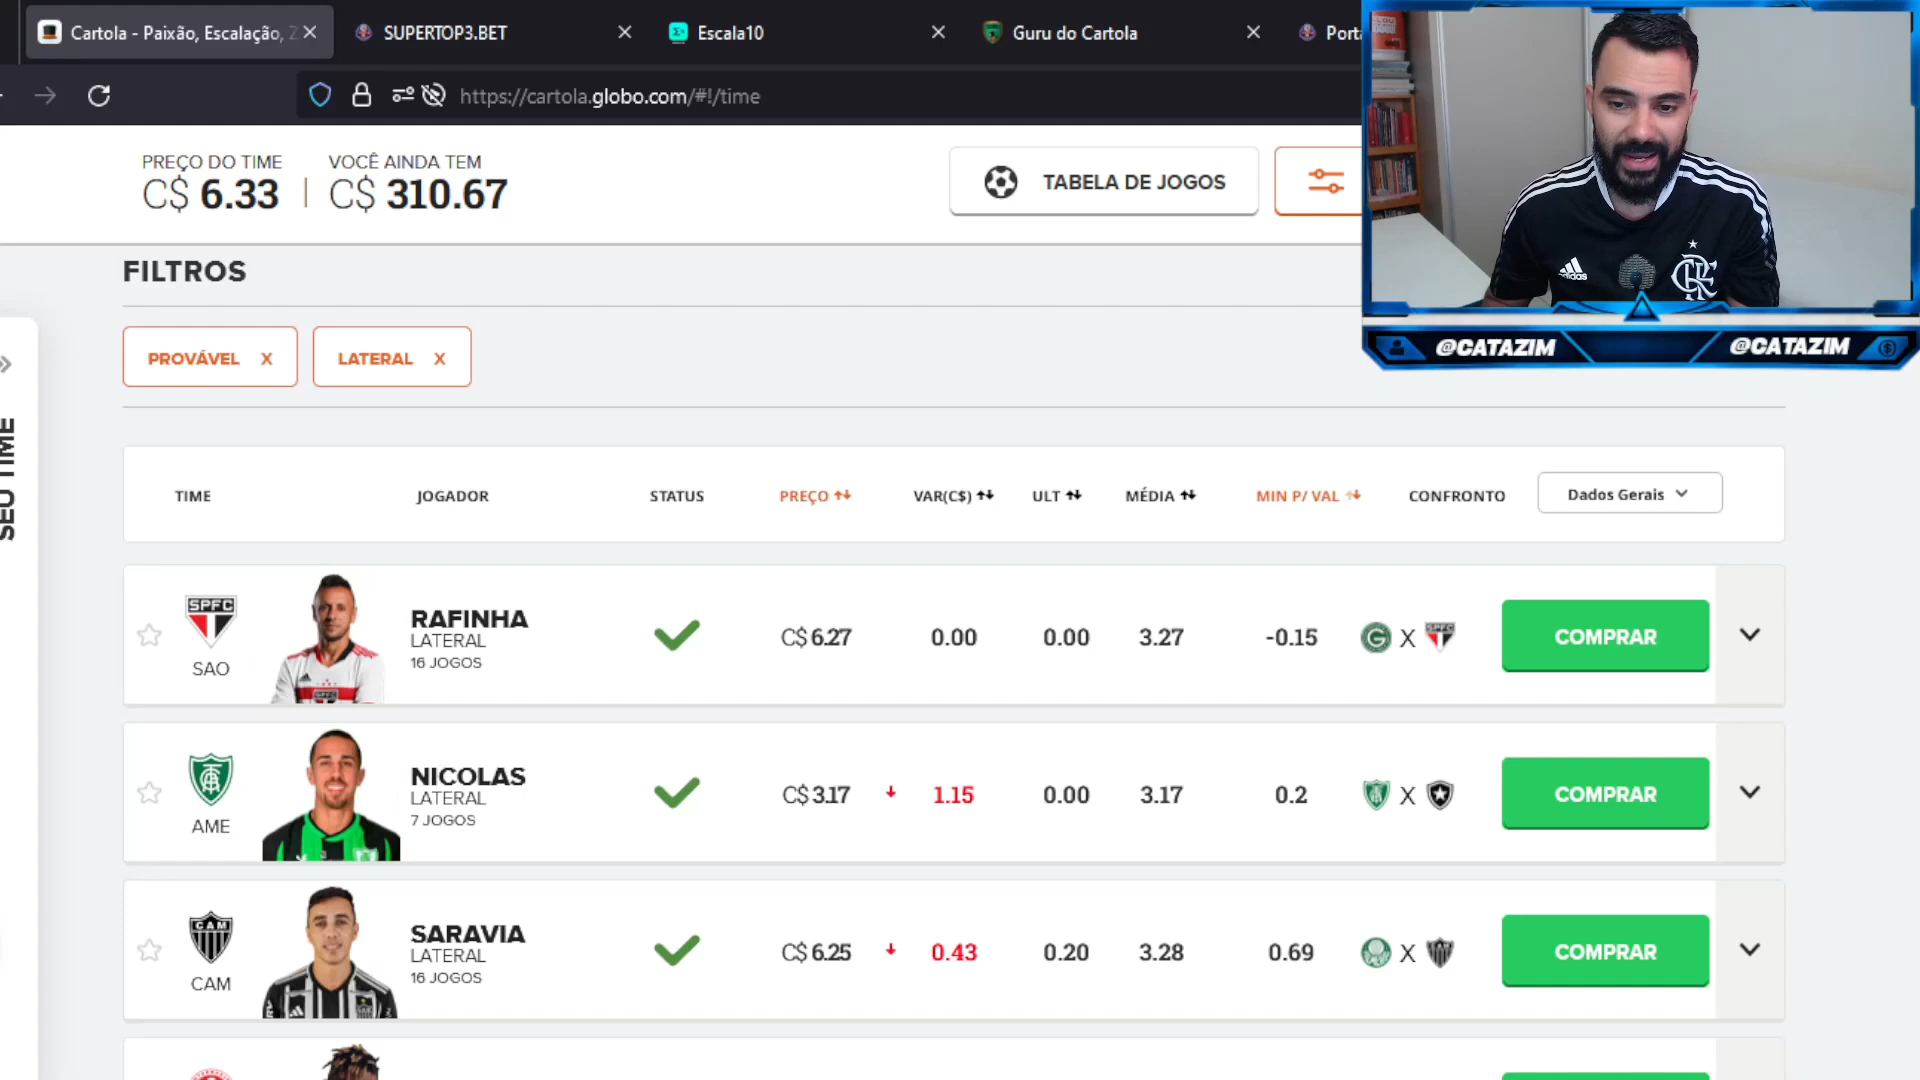 Cartola - Paixão, Escalação, Z
SUPERTOP3.BET
Escala10
Guru do Cartola
Porta
https://cartola.globo.com/#!/time
PREÇO DO TIME
C$ 6.33
VOCÊ AINDA TEM
C$ 310.67
TABELA DE JOGOS
adidas
@CATAZIM
@CATAZIM
FILTROS
PROVÁVEL X
LATERAL X
SEU TIME
TIME JOGADOR STATUS PREÇO VAR(C$) ULT MÉDIA MIN P/ VAL CONFRONTO Dados Gerais
SPFC
SAO
RAFINHA
LATERAL
16 JOGOS
C$ 6.27 0.00 0.00 3.27 -0.15 X SPFC COMPRAR
AME
NICOLAS
LATERAL
7 JOGOS
C$ 3.17 1.15 0.00 3.17 0.2 X COMPRAR
CAM
CAM
SARAVIA
LATERAL
16 JOGOS
C$ 6.25 0.43 0.20 3.28 0.69 X COMPRAR